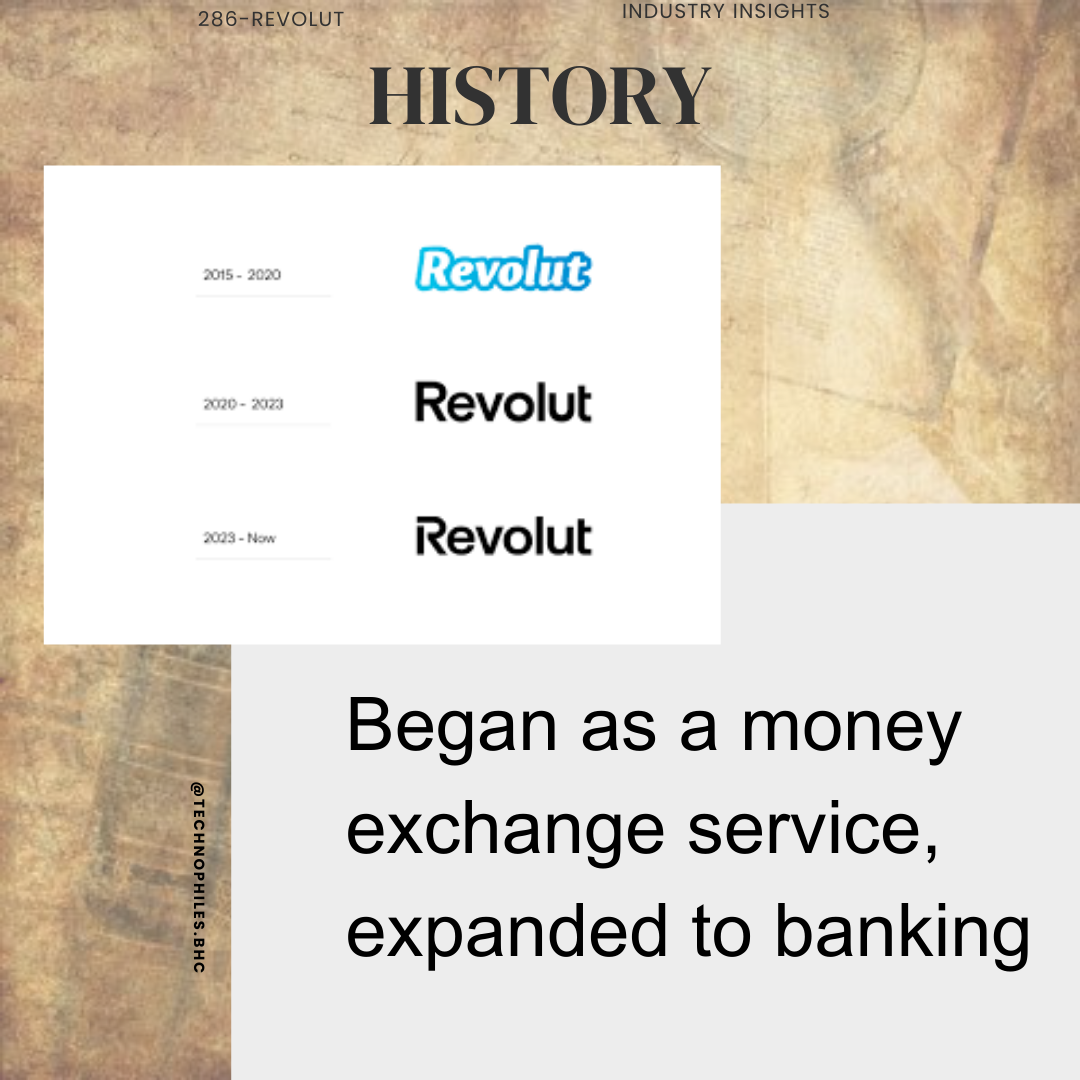 286-REVOLUT
INDUSTRY INSIGHTS
HISTORY
2015 - 2020
Revolut
2020 - 2023
Revolut
2023 - Now
Revolut
Began as a money
exchange service,
expanded to banking
@TECHNOPHILES.BHC